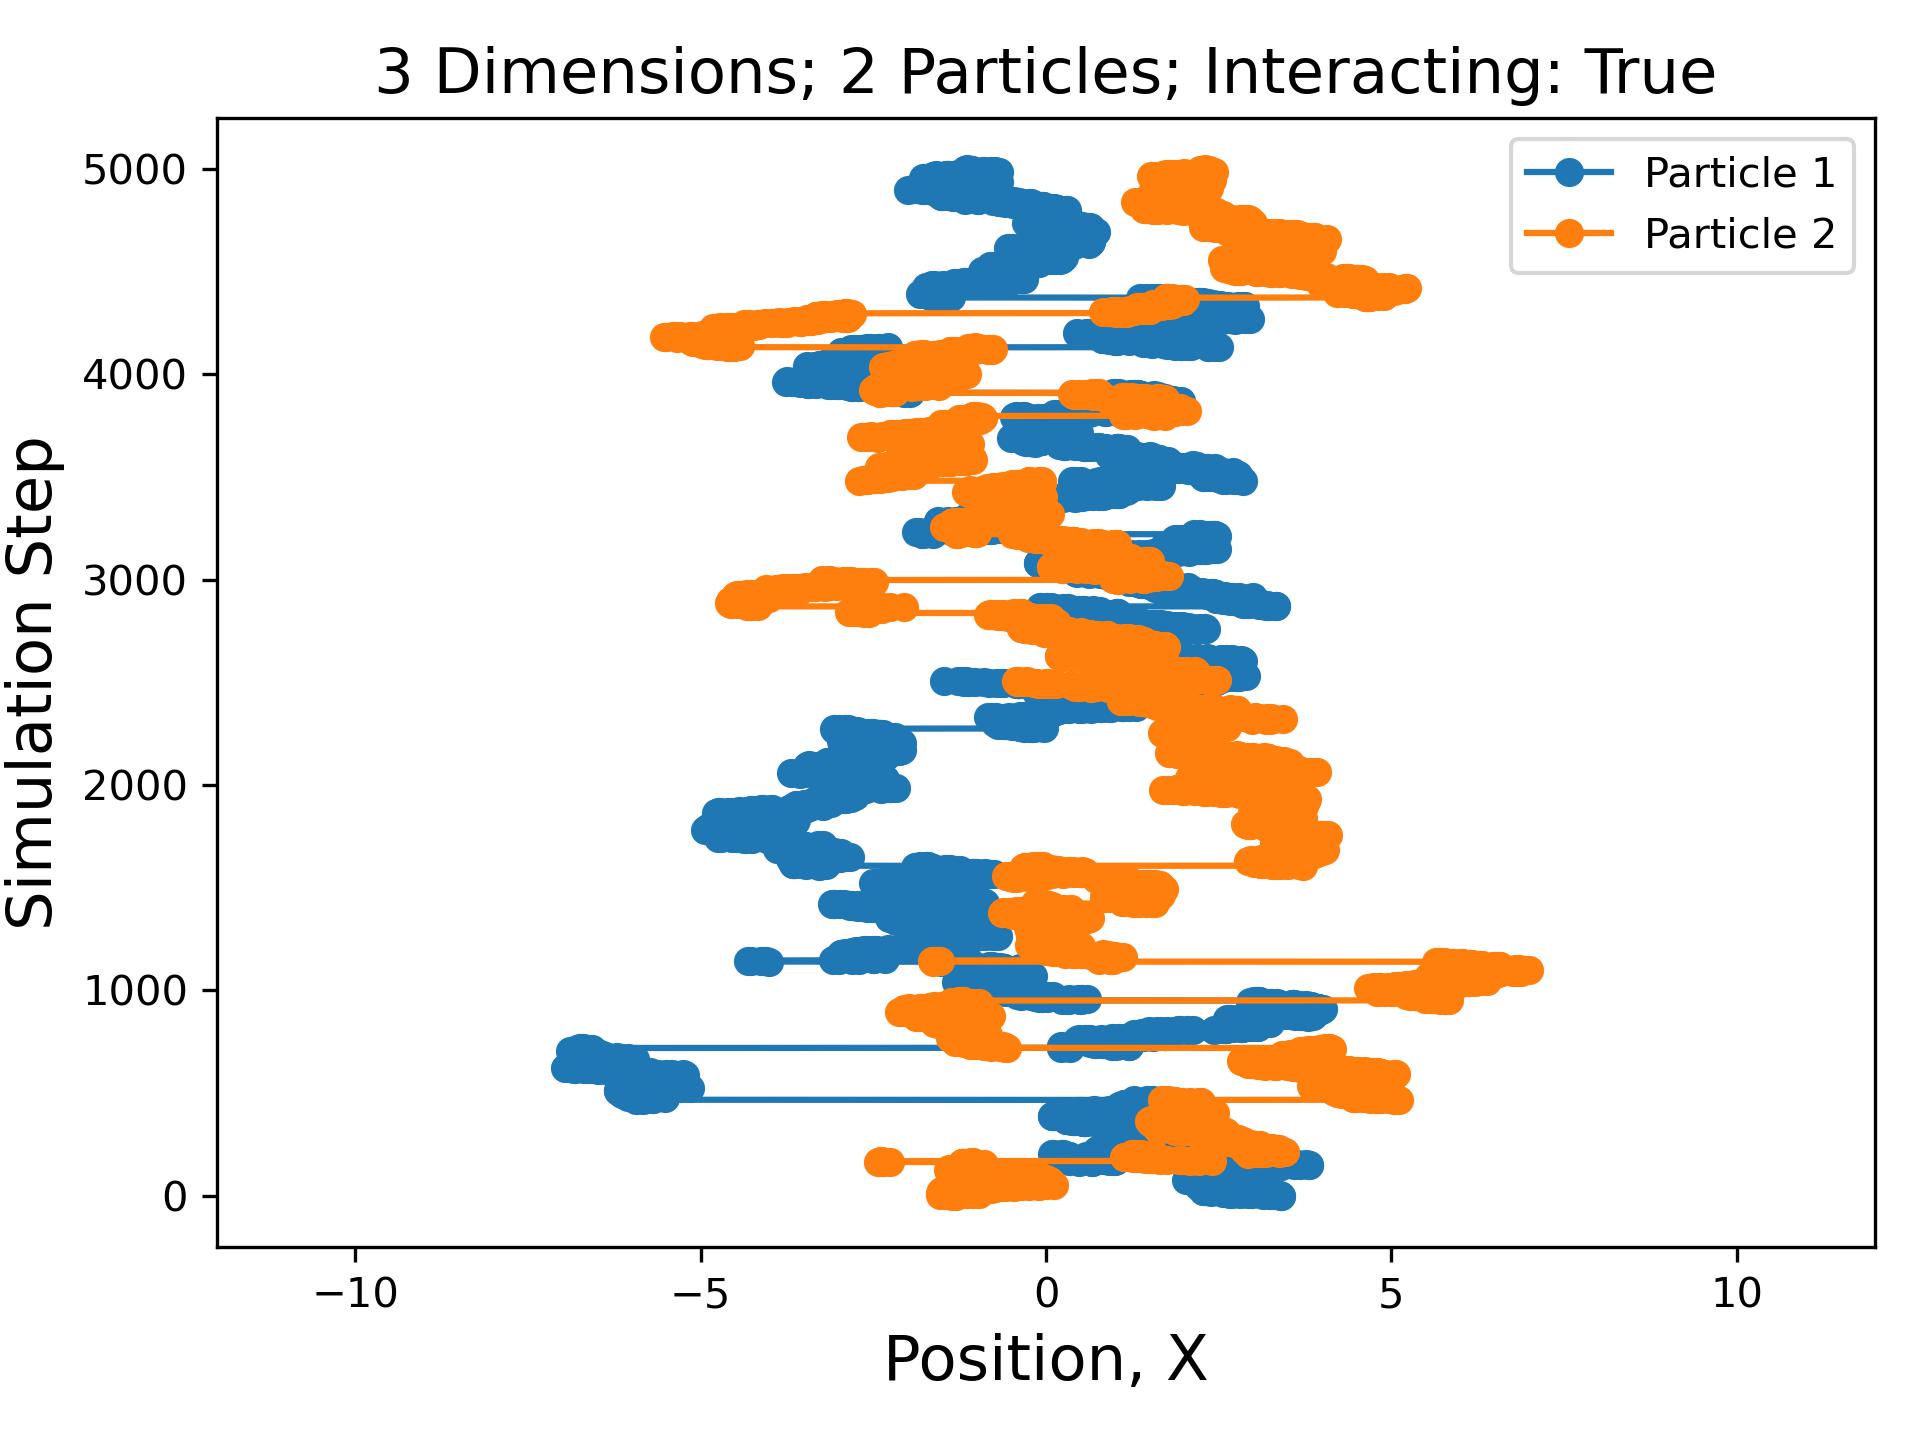 3 Dimensions; 2 Particles; Interacting: True
Particle 1
Particle 2
Simulation Step
5000
4000
3000
2000
1000
0
−10
−5
0
5
10
Position, X